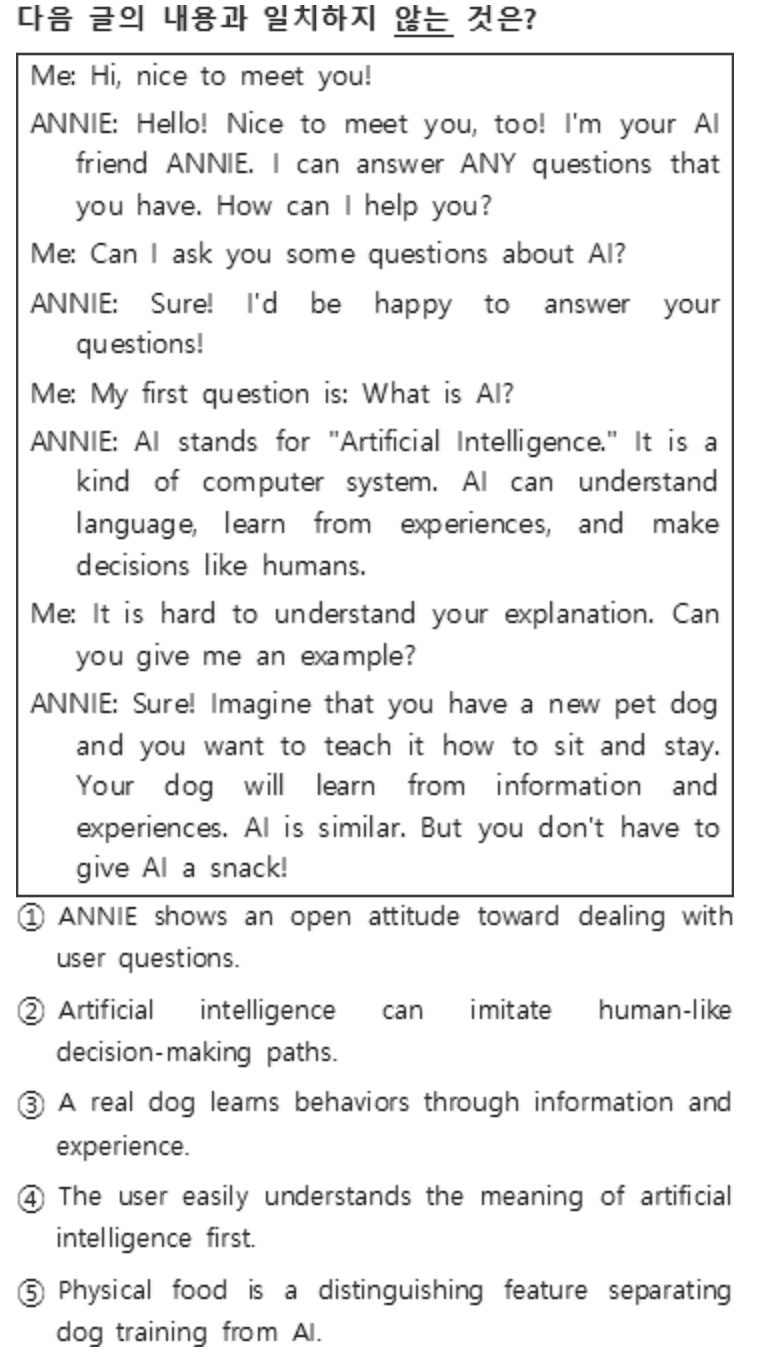 다음 글의 내용과 일치하지 않는 것은?
Me: Hi, nice to meet you!
ANNIE: Hello! Nice to meet you, too! I'm your AI
friend ANNIE. I can answer ANY questions that
you have. How can I help you?
Me: Can I ask you some questions about AI?
ANNIE: Sure! I'd be happy to answer your
questions!
Me: My first question is: What is AI?
ANNIE: AI stands for "Artificial Intelligence." It is a
kind of computer system. AI can understand
language, learn from experiences, and make
decisions like humans.
Me: It is hard to understand your explanation. Can
you give me an example?
ANNIE: Sure! Imagine that you have a new pet dog
and you want to teach it how to sit and stay.
Your dog will learn from information and
experiences. AI is similar. But you don't have to
give AI a snack!
① ANNIE shows an open attitude toward dealing with
user questions.
② Artificial intelligence can imitate human-like
decision-making paths.
③ A real dog learns behaviors through information and
experience.
④ The user easily understands the meaning of artificial
intelligence first.
⑤ Physical food is a distinguishing feature separating
dog training from AI.